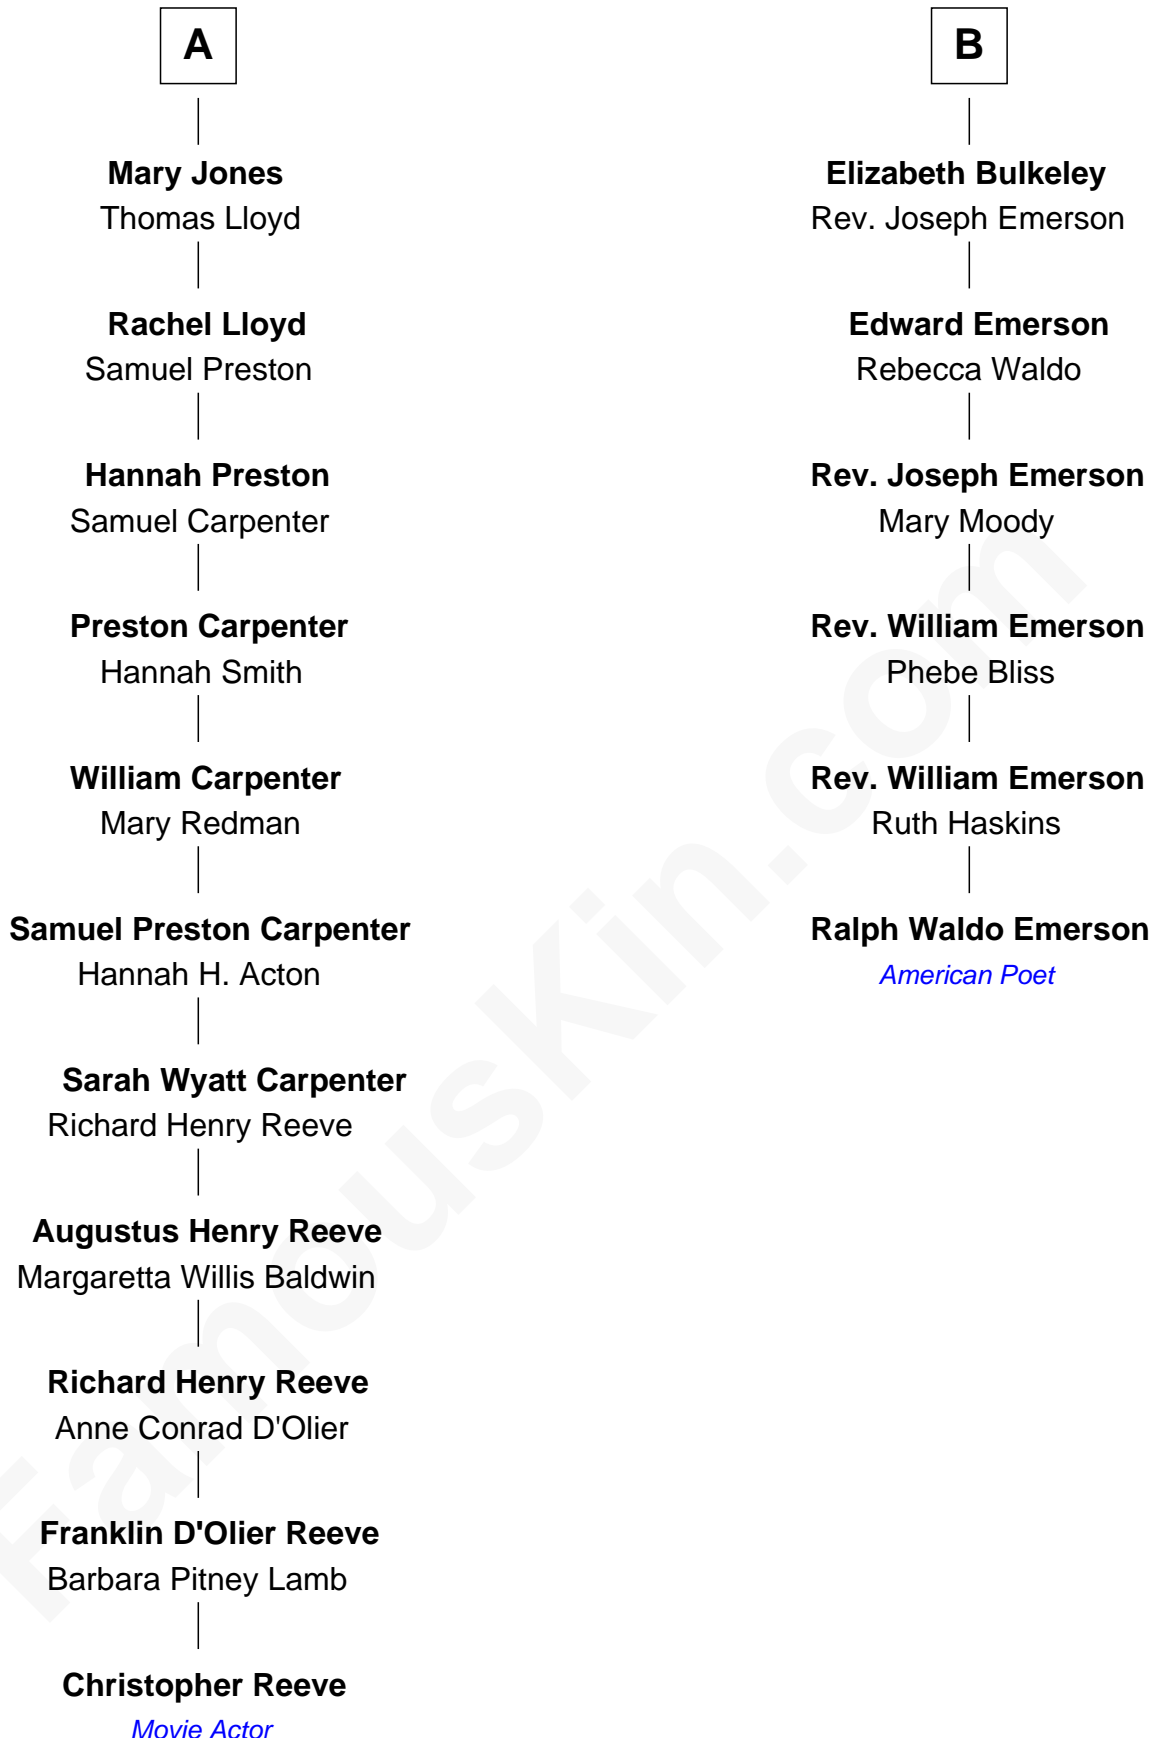 A
Mary Jones
Thomas Lloyd
Rachel Lloyd
Samuel Preston
Hannah Preston
Samuel Carpenter
Preston Carpenter
Hannah Smith
William Carpenter
Mary Redman
Samuel Preston Carpenter
Hannah H. Acton
Sarah Wyatt Carpenter
Richard Henry Reeve
Augustus Henry Reeve
Margaretta Willis Baldwin
Richard Henry Reeve
Anne Conrad D'Olier
Franklin D'Olier Reeve
Barbara Pitney Lamb
Christopher Reeve
Movie Actor
B
Elizabeth Bulkeley
Rev. Joseph Emerson
Edward Emerson
Rebecca Waldo
Rev. Joseph Emerson
Mary Moody
Rev. William Emerson
Phebe Bliss
Rev. William Emerson
Ruth Haskins
Ralph Waldo Emerson
American Poet
FamousKin.com